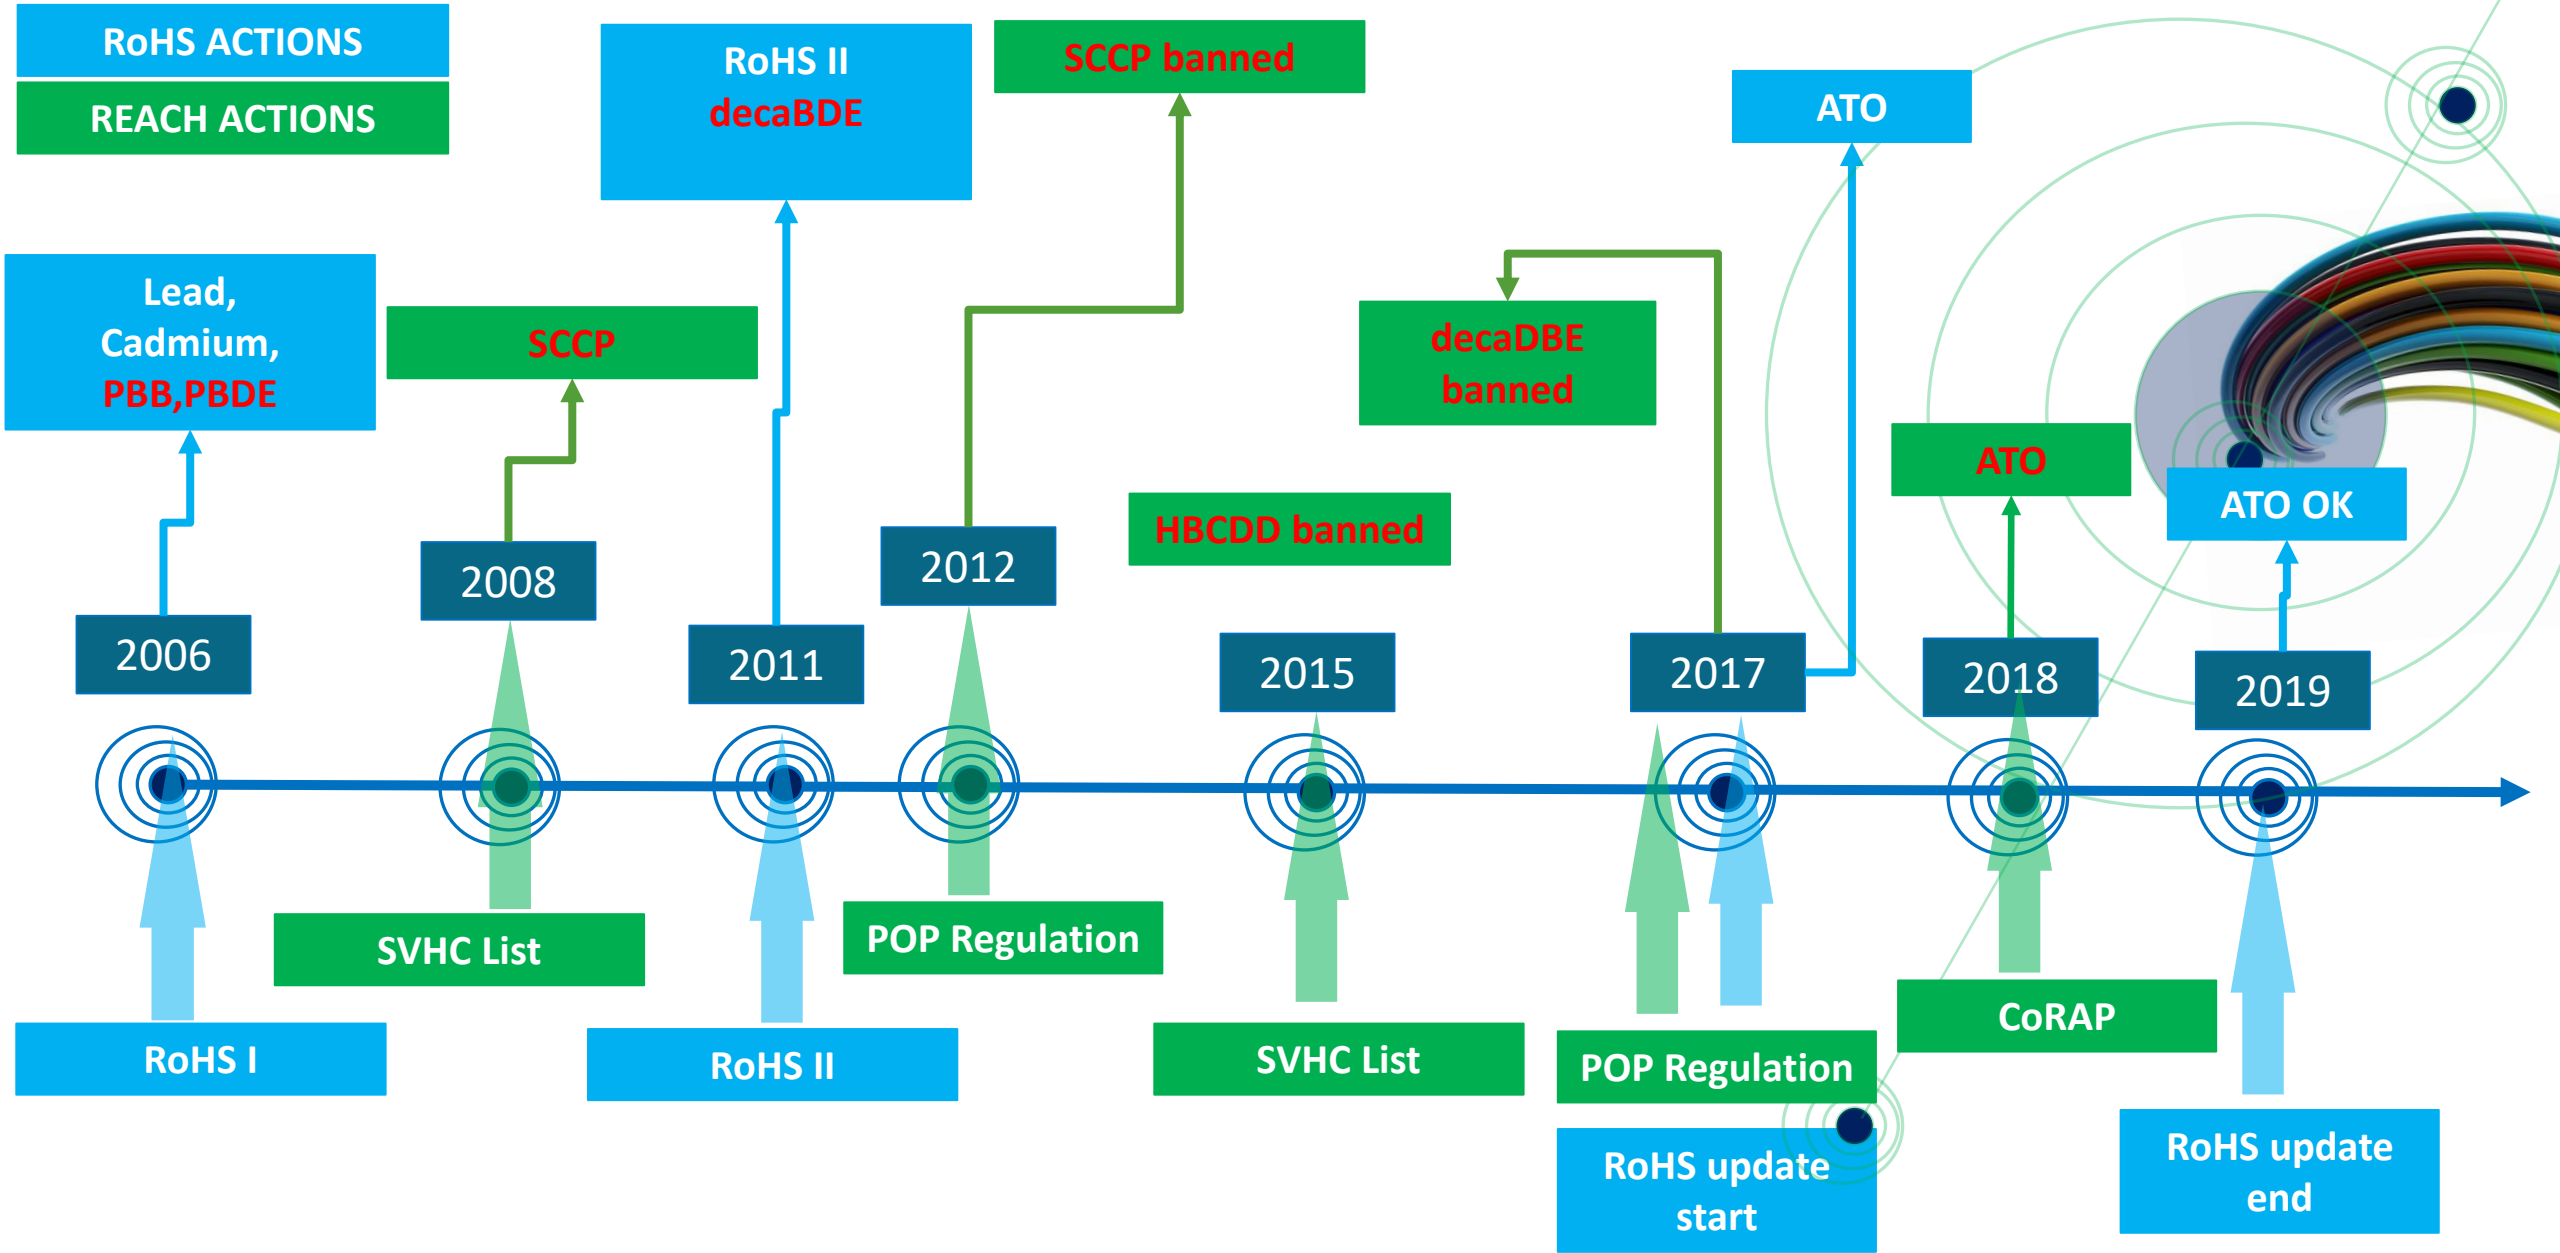 RoHS ACTIONS
REACH ACTIONS
RoHS II
decaBDE
SCCP banned
ATO
Lead,
Cadmium,
PBB,PBDE
SCCP
decaDBE
banned
ATO
ATO OK
HBCDD banned
2006
2008
2011
2012
2015
2017
2018
2019
RoHS I
SVHC List
RoHS II
POP Regulation
SVHC List
POP Regulation
RoHS update
start
CoRAP
RoHS update
end